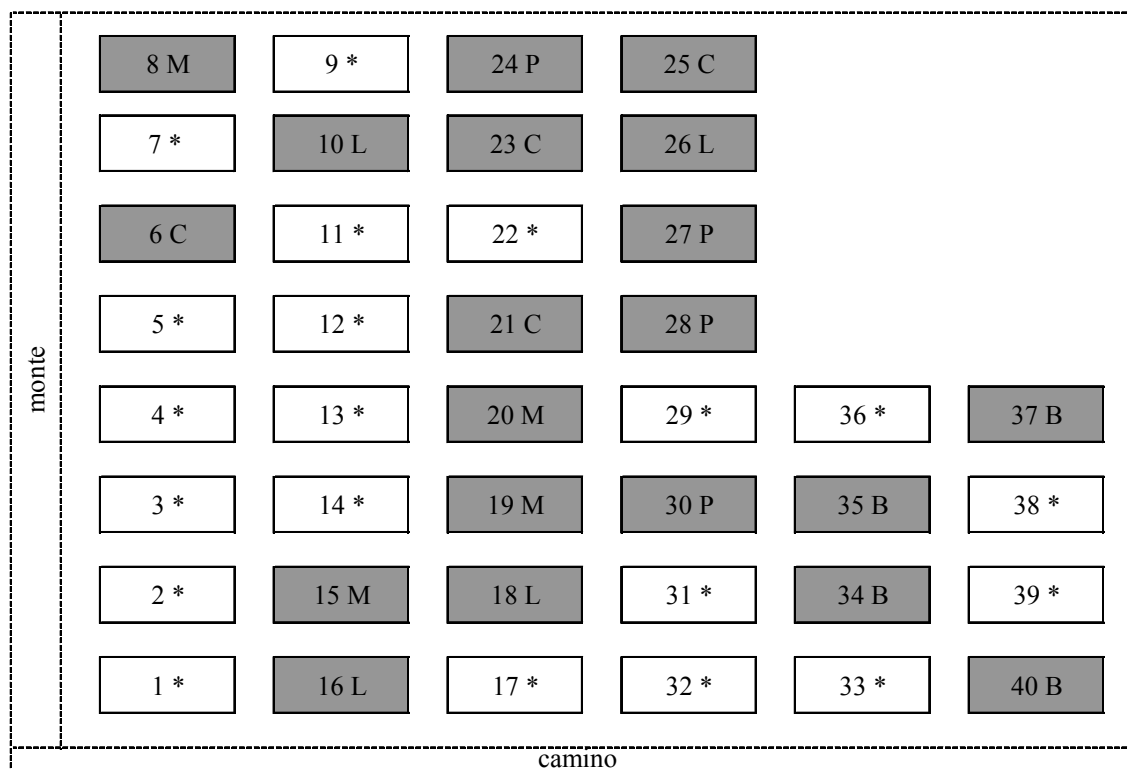 8 M 9 * 24 P 25 C
7 * 10 L 23 C 26 L
6 C 11 * 22 * 27 P
5 * 12 * 21 C 28 P
monte
4 * 13 * 20 M 29 * 36 * 37 B
3 * 14 * 19 M 30 P 35 B 38 *
2 * 15 M 18 L 31 * 34 B 39 *
1 * 16 L 17 * 32 * 33 * 40 B
camino